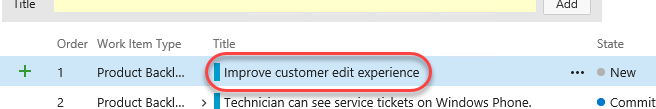 Title Add
Order Work Item Type Title State
1 Product Backl... Improve customer edit experience ... New
2 Product Backl... Technician can see service tickets on Windows Phone. Commit